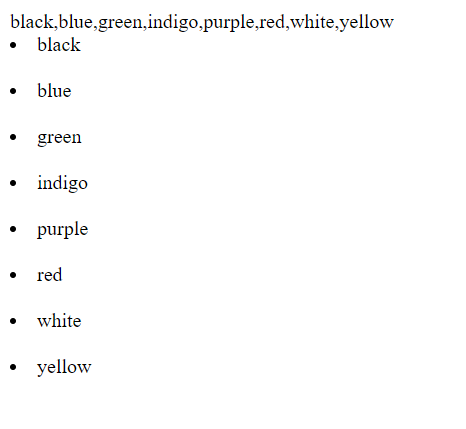 black,blue,green,indigo,purple,red,white,yellow
• black
• blue
• green
• indigo
• purple
• red
• white
• yellow